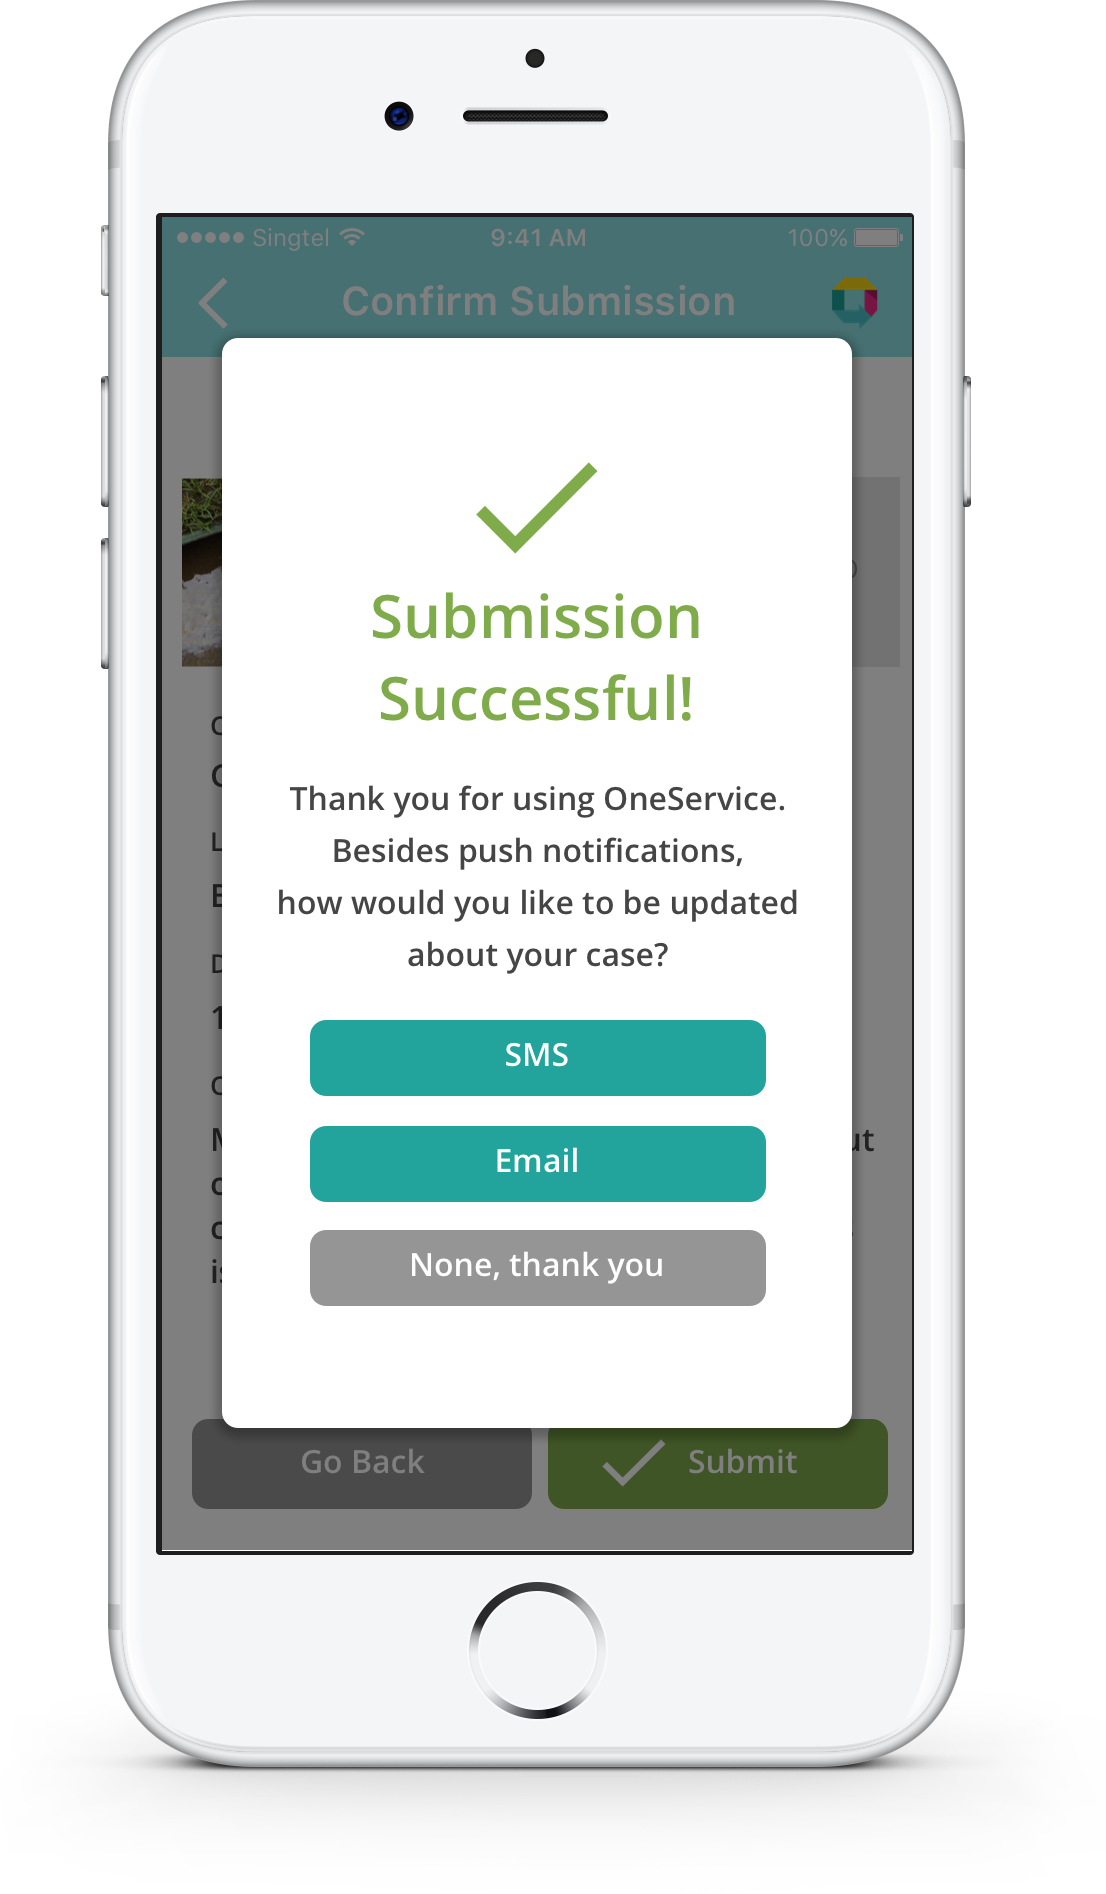 Singtel 9:41 AM 100%
Confirm Submission
Submission
Successful!
Thank you for using OneService.
Besides push notifications,
how would you like to be updated
about your case?
SMS
Email
None, thank you
Go Back
Submit